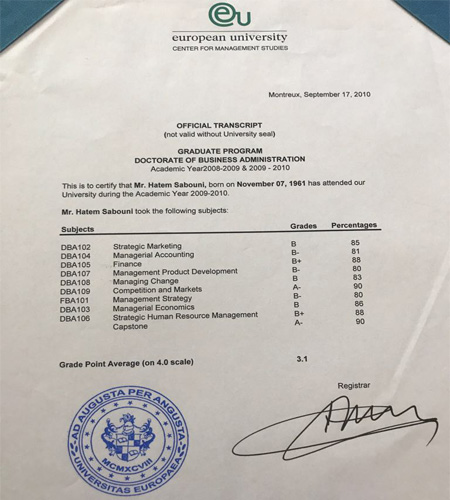 eu
european university
CENTER FOR MANAGEMENT STUDIES
Montreux, September 17, 2010
OFFICIAL TRANSCRIPT
(not valid without University seal)
GRADUATE PROGRAM
DOCTORATE OF BUSINESS ADMINISTRATION
Academic Year2008-2009 & 2009 - 2010
This is to certify that Mr. Hatem Sabouni, born on November 07, 1961 has attended our
University during the Academic Year 2009-2010.
Mr. Hatem Sabouni took the following subjects:
Subjects Grades Percentages
DBA102 Strategic Marketing B 85
DBA104 Managerial Accounting B- 81
DBA105 Finance B+ 88
DBA107 Management Product Development B- 80
DBA108 Managing Change B 83
DBA109 Competition and Markets A- 90
FBA101 Management Strategy B- 80
DBA103 Managerial Economics B 86
DBA106 Strategic Human Resource Management B+ 88
Capstone A- 90
Grade Point Average (on 4.0 scale) 3.1
Registrar
AD AUGUSTA PER ANGUSTA
MCMXCVIII
UNIVERSITAS EUROPAEA